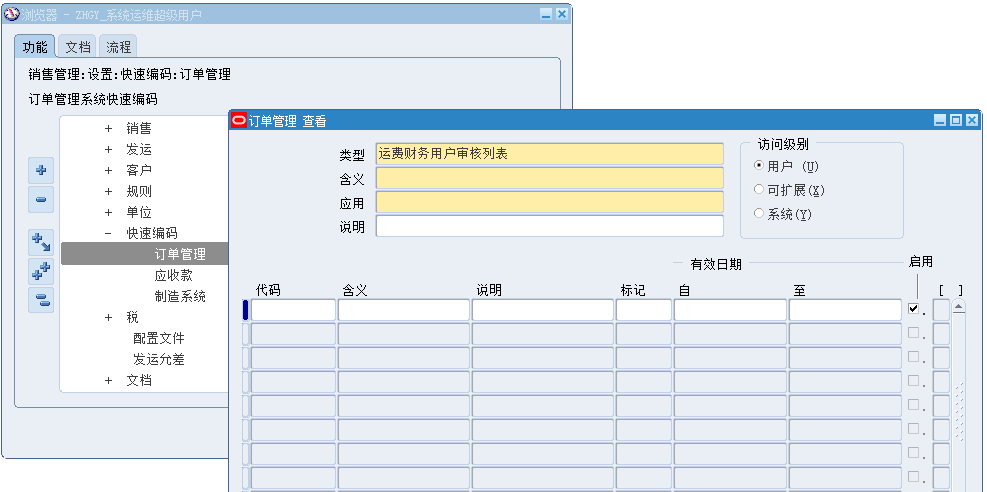 浏览器 - ZHGY_系统运维超级用户
功能 文档 流程
销售管理:设置:快速编码:订单管理
订单管理系统快速编码
+ 销售
+ 发运
+ 客户
+ 规则
+ 单位
- 快速编码
订单管理
应收款
制造系统
+ 税
配置文件
发运允差
+ 文档
订单管理 查看
类型 运费财务用户审核列表
含义
应用
说明
访问级别
用户 (U)
可扩展(X)
系统(Y)
有效日期 启用
代码 含义 说明 标记 自 至 [ ]